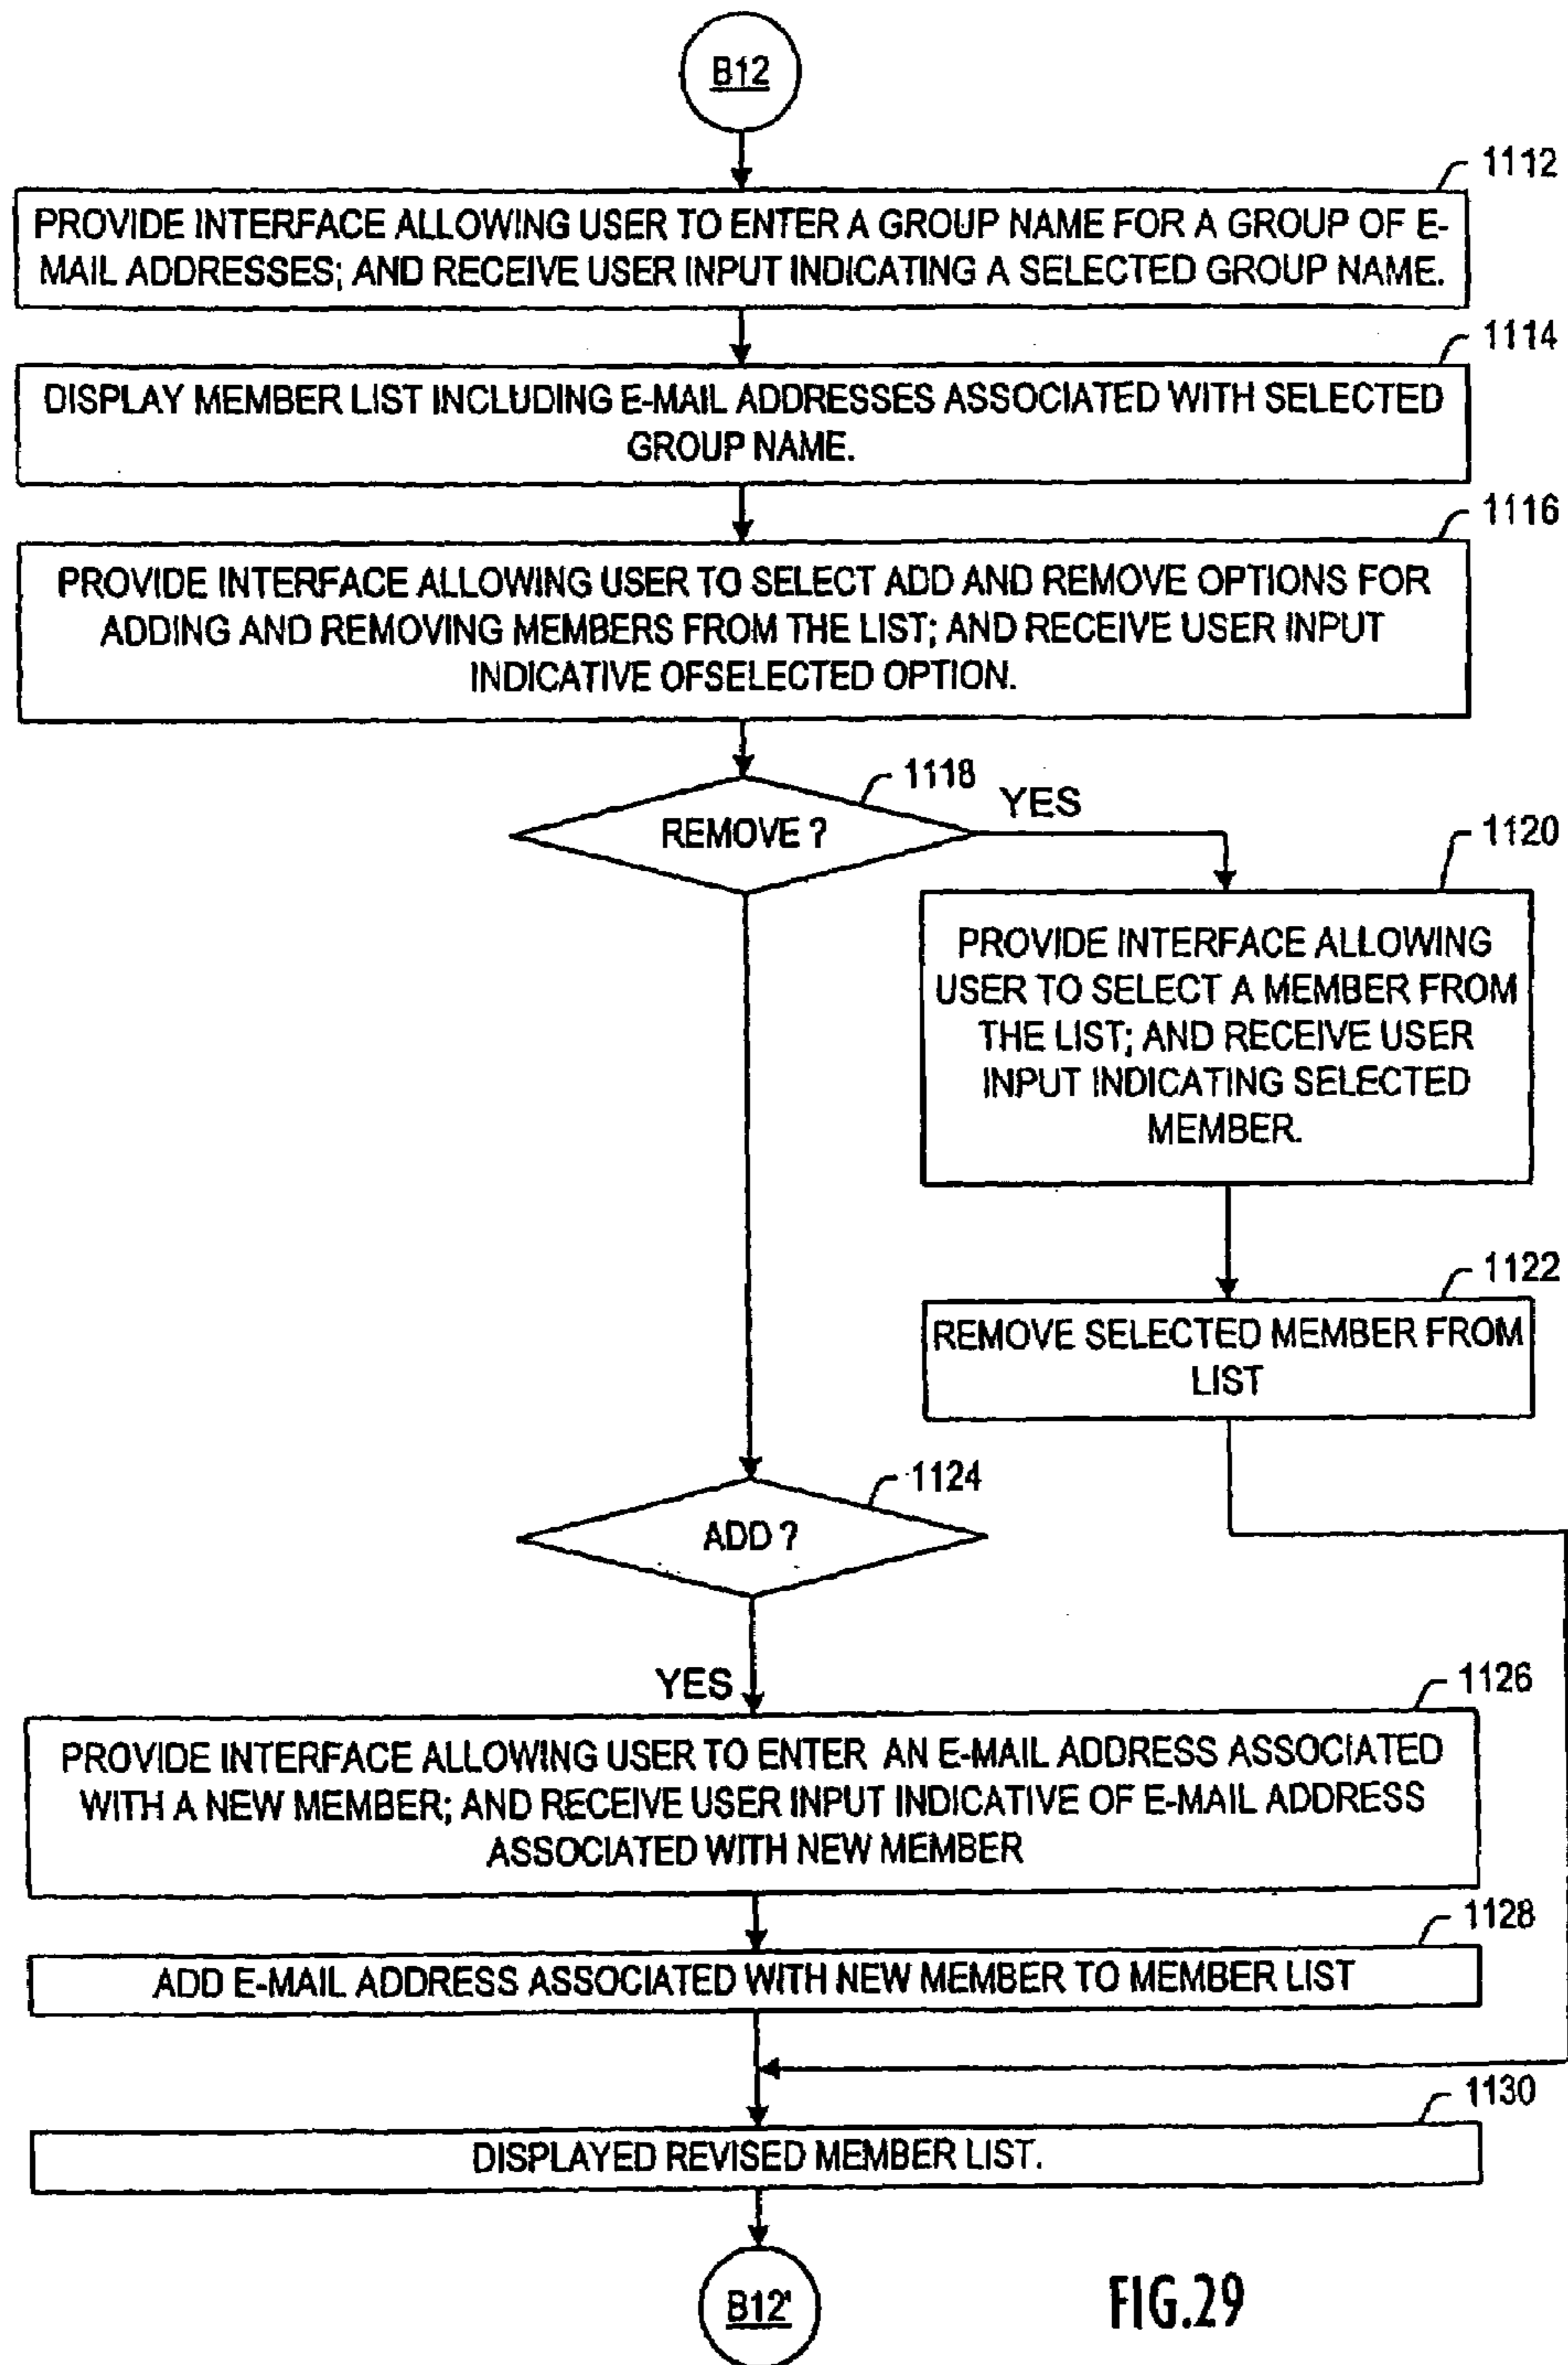 B12
1112
PROVIDE INTERFACE ALLOWING USER TO ENTER A GROUP NAME FOR A GROUP OF E-
MAIL ADDRESSES; AND RECEIVE USER INPUT INDICATING A SELECTED GROUP NAME.
1114
DISPLAY MEMBER LIST INCLUDING E-MAIL ADDRESSES ASSOCIATED WITH SELECTED
GROUP NAME.
1116
PROVIDE INTERFACE ALLOWING USER TO SELECT ADD AND REMOVE OPTIONS FOR
ADDING AND REMOVING MEMBERS FROM THE LIST; AND RECEIVE USER INPUT
INDICATIVE OFSELECTED OPTION.
1118
REMOVE ?
YES
1120
PROVIDE INTERFACE ALLOWING
USER TO SELECT A MEMBER FROM
THE LIST; AND RECEIVE USER
INPUT INDICATING SELECTED
MEMBER.
1122
REMOVE SELECTED MEMBER FROM
LIST
1124
ADD ?
YES
1126
PROVIDE INTERFACE ALLOWING USER TO ENTER AN E-MAIL ADDRESS ASSOCIATED
WITH A NEW MEMBER; AND RECEIVE USER INPUT INDICATIVE OF E-MAIL ADDRESS
ASSOCIATED WITH NEW MEMBER
1128
ADD E-MAIL ADDRESS ASSOCIATED WITH NEW MEMBER TO MEMBER LIST
1130
DISPLAYED REVISED MEMBER LIST.
B12'
FIG.29